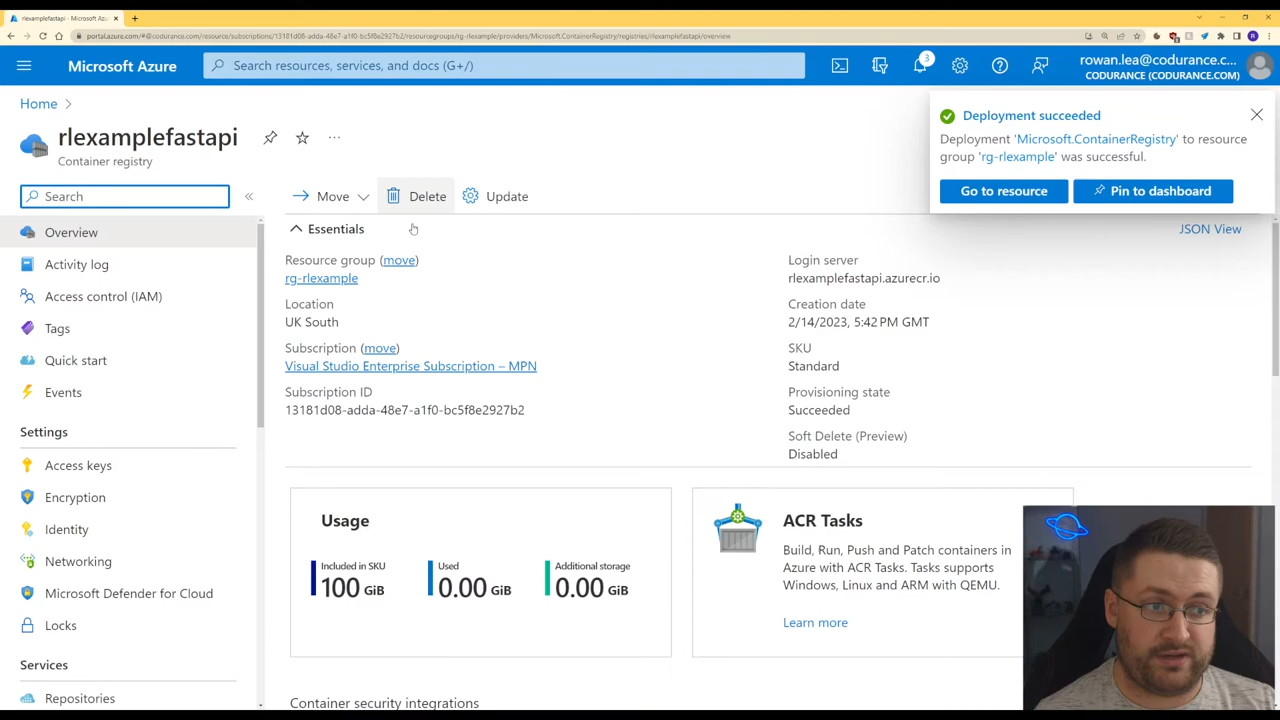 rlexamplefastapi - Microsoft Azu
portal.azure.com/#@codurance.com/resource/subscriptions/13181d08-adda-48e7-a1f0-bc5f8e2927b2/resourcegroups/rg-rlexample/providers/Microsoft.ContainerRegistry/registries/rlexamplefastapi/overview
Microsoft Azure
Search resources, services, and docs (G+/)
3
rowan.lea@codurance.c...
CODURANCE (CODURANCE.COM)
Home
rlexamplefastapi
Container registry
Deployment succeeded
Deployment 'Microsoft.ContainerRegistry' to resource
group 'rg-rlexample' was successful.
Go to resource
Pin to dashboard
Search
«
Move
Delete
Update
Overview
Activity log
Access control (IAM)
Tags
Quick start
Events
Settings
Access keys
Encryption
Identity
Networking
Microsoft Defender for Cloud
Locks
Services
Repositories
Essentials
JSON View
Resource group (move)
rg-rlexample
Location
UK South
Subscription (move)
Visual Studio Enterprise Subscription – MPN
Subscription ID
13181d08-adda-48e7-a1f0-bc5f8e2927b2
Login server
rlexamplefastapi.azurecr.io
Creation date
2/14/2023, 5:42 PM GMT
SKU
Standard
Provisioning state
Succeeded
Soft Delete (Preview)
Disabled
Usage
Included in SKU
100 GiB
Used
0.00 GiB
Additional storage
0.00 GiB
ACR Tasks
Build, Run, Push and Patch containers in
Azure with ACR Tasks. Tasks supports
Windows, Linux and ARM with QEMU.
Learn more
Container security integrations